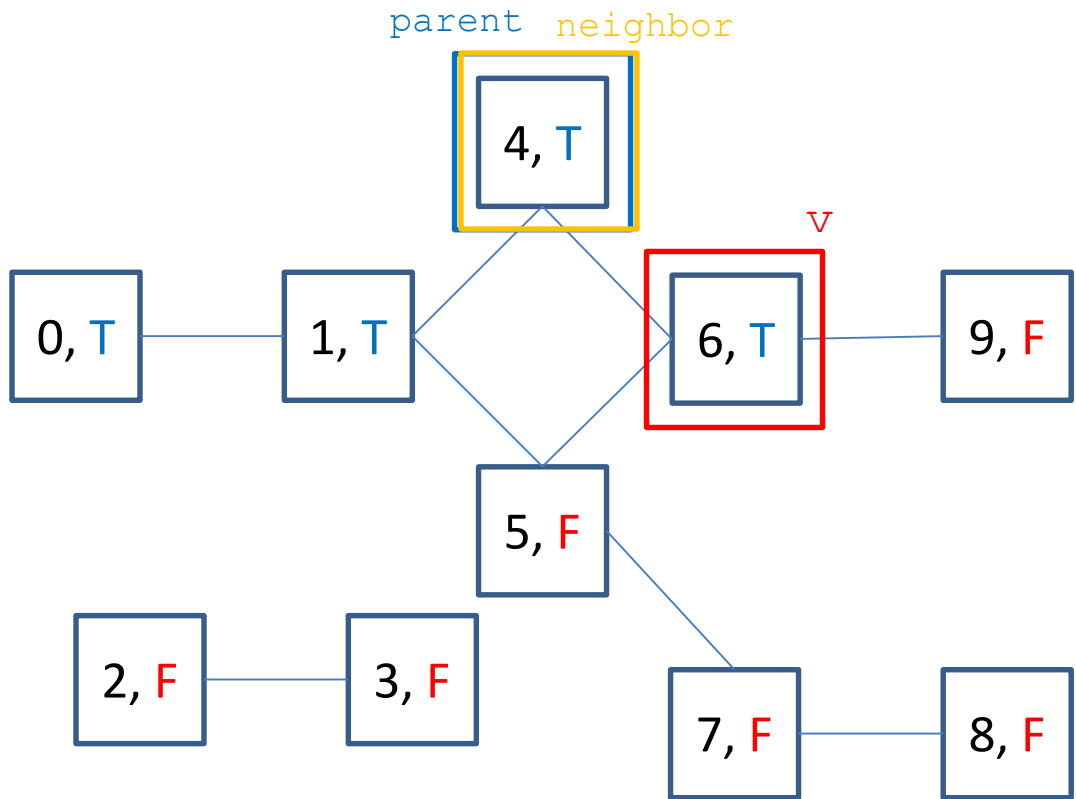 parent neighbor
4, T
v
0, T
1, T
6, T
9, F
5, F
2, F
3, F
7, F
8, F